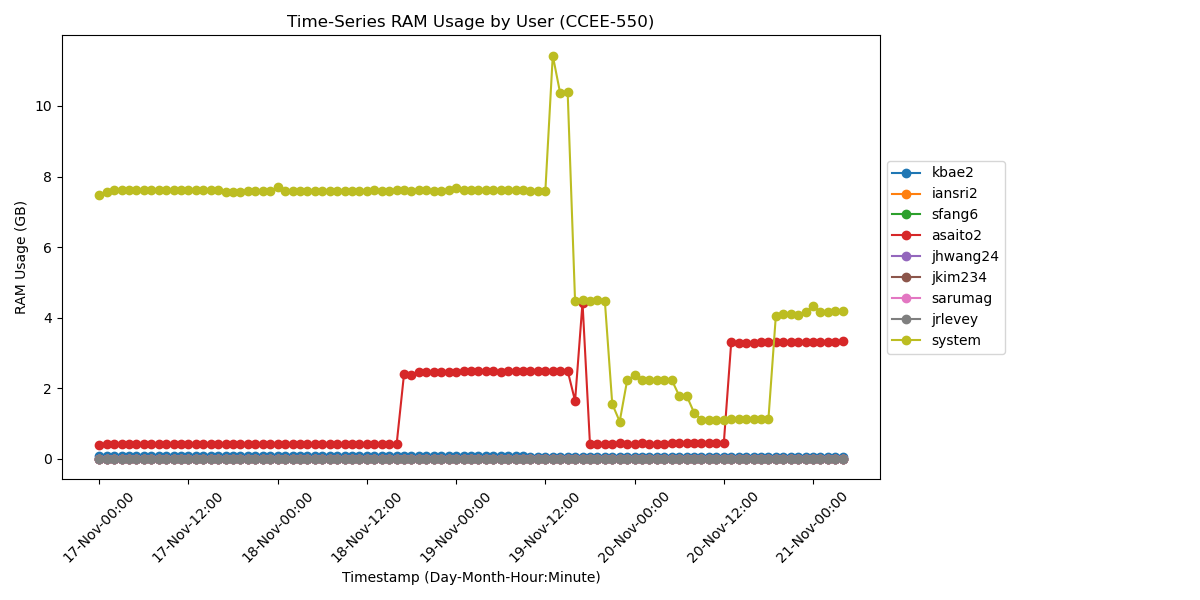 Time-Series RAM Usage by User (CCEE-550)
RAM Usage (GB)
10
8
6
4
2
0
17-Nov-00:00
17-Nov-12:00
18-Nov-00:00
18-Nov-12:00
19-Nov-00:00
19-Nov-12:00
20-Nov-00:00
20-Nov-12:00
21-Nov-00:00
Timestamp (Day-Month-Hour:Minute)
kbae2
iansri2
sfang6
asaito2
jhwang24
jkim234
sarumag
jrlevey
system